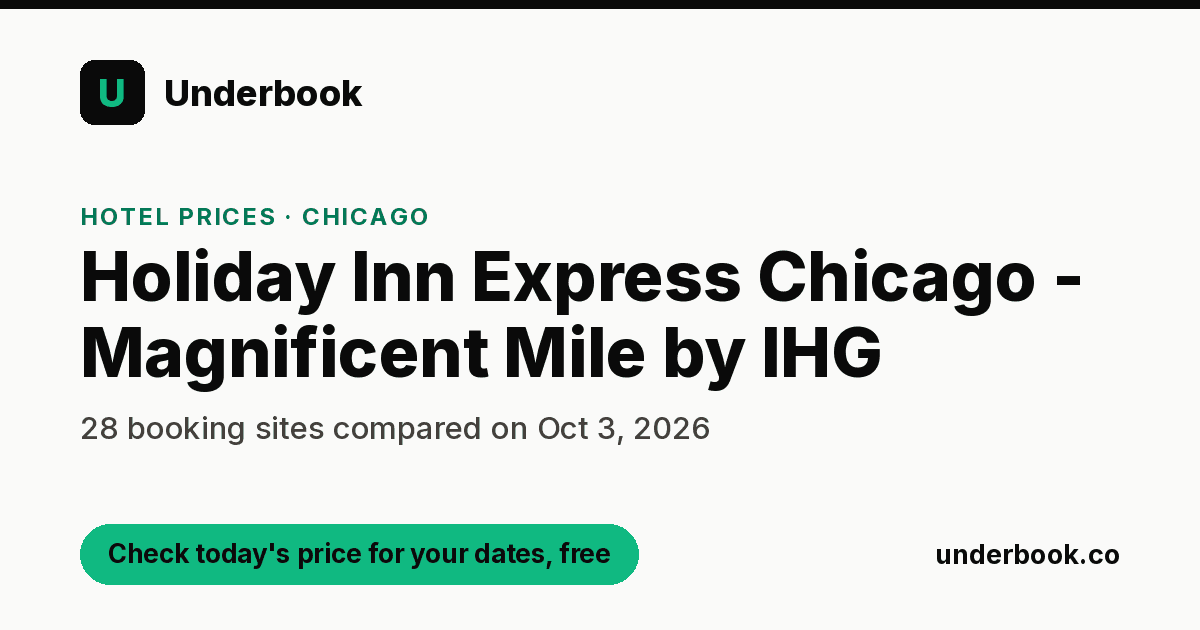 U Underbook
HOTEL PRICES · CHICAGO
Holiday Inn Express Chicago -
Magnificent Mile by IHG
28 booking sites compared on Oct 3, 2026
Check today's price for your dates, free
underbook.co